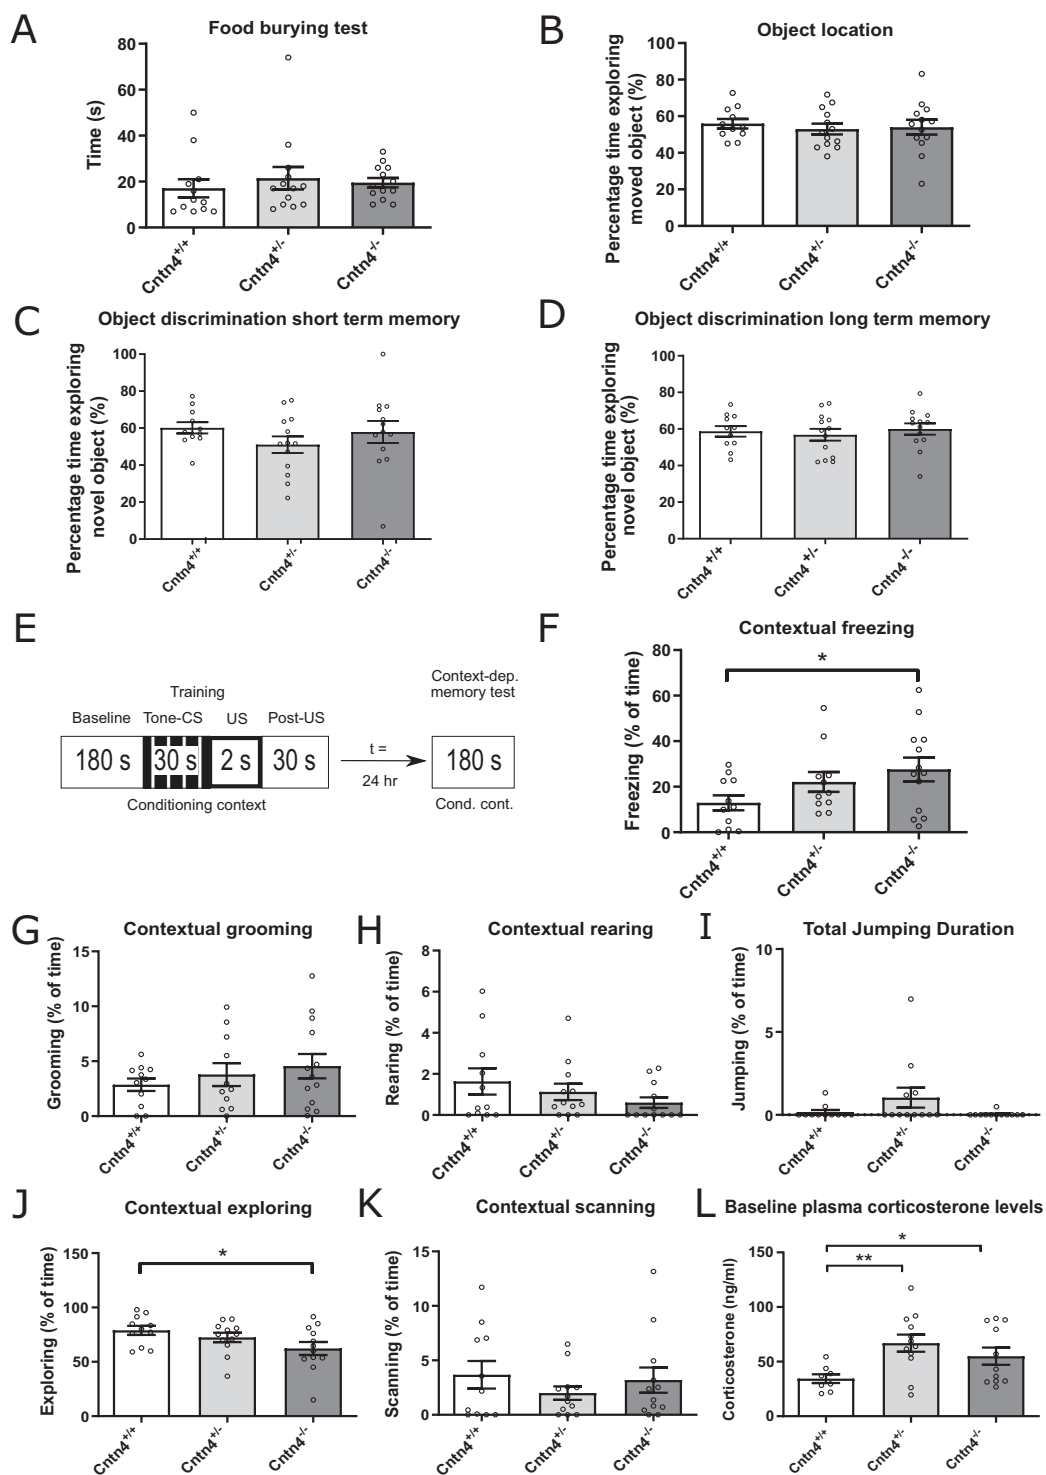 A
Food burying test
Time (s)
80
60
40
20
0
Cntn4+/+
Cntn4+/-
Cntn4-/-
B
Object location
Percentage time exploring
moved object (%)
100
80
60
40
20
0
Cntn4+/+
Cntn4+/-
Cntn4-/-
C
Object discrimination short term memory
Percentage time exploring
novel object (%)
100
80
60
40
20
0
Cntn4+/+
Cntn4+/-
Cntn4-/-
D
Object discrimination long term memory
Percentage time exploring
novel object (%)
100
80
60
40
20
0
Cntn4+/+
Cntn4+/-
Cntn4-/-
E
Training
Baseline Tone-CS US Post-US
180 s 30 s 2 s 30 s
Conditioning context
t =
24 hr
Context-dep.
memory test
180 s
Cond. cont.
F
Contextual freezing
Freezing (% of time)
80
60
40
20
0
*
Cntn4+/+
Cntn4+/-
Cntn4-/-
G
Contextual grooming
Grooming (% of time)
15
10
5
0
Cntn4+/+
Cntn4+/-
Cntn4-/-
H
Contextual rearing
Rearing (% of time)
8
6
4
2
0
Cntn4+/+
Cntn4+/-
Cntn4-/-
I
Total Jumping Duration
Jumping (% of time)
10
5
0
Cntn4+/+
Cntn4+/-
Cntn4-/-
J
Contextual exploring
Exploring (% of time)
150
100
50
0
*
Cntn4+/+
Cntn4+/-
Cntn4-/-
K
Contextual scanning
Scanning (% of time)
15
10
5
0
Cntn4+/+
Cntn4+/-
Cntn4-/-
L
Baseline plasma corticosterone levels
Corticosterone (ng/ml)
150
100
50
0
*
**
Cntn4+/+
Cntn4+/-
Cntn4-/-